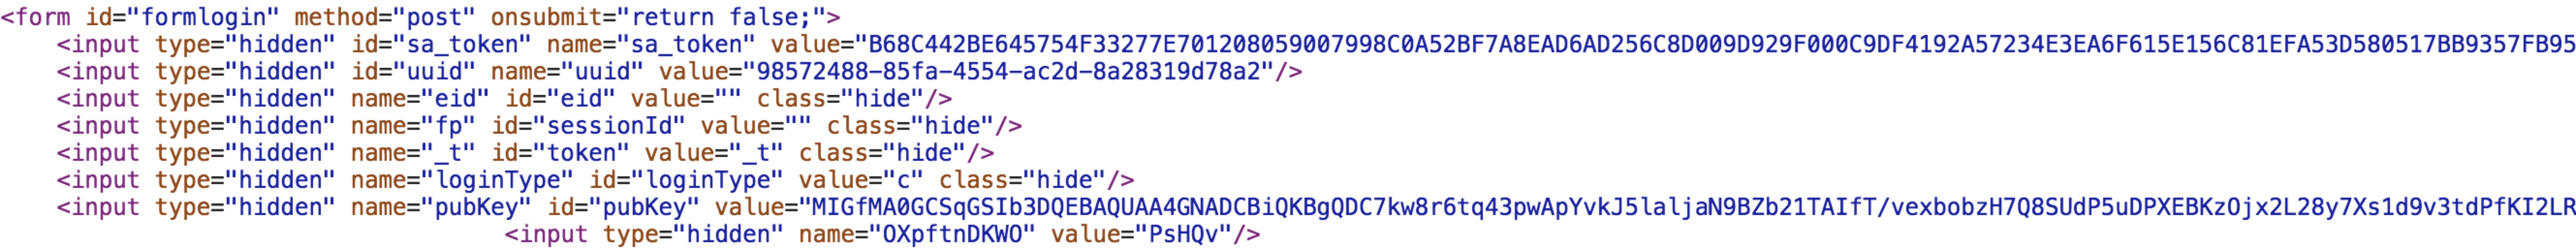 <form id="formlogin" method="post" onsubmit="return false;">
<input type="hidden" id="sa_token" name="sa_token" value="B68C442BE645754F33277E701208059007998C0A52BF7A8EAD6AD256C8D009D929F000C9DF4192A57234E3EA6F615E156C81EFA53D580517BB9357FB95
<input type="hidden" id="uuid" name="uuid" value="98572488-85fa-4554-ac2d-8a28319d78a2"/>
<input type="hidden" name="eid" id="eid" value="" class="hide"/>
<input type="hidden" name="fp" id="sessionId" value="" class="hide"/>
<input type="hidden" name="_t" id="token" value="_t" class="hide"/>
<input type="hidden" name="loginType" id="loginType" value="c" class="hide"/>
<input type="hidden" name="pubKey" id="pubKey" value="MIGfMA0GCSqGSIb3DQEBAQUAA4GNADCBiQKBgQDC7kw8r6tq43pwApYvkJ5laljaN9BZb21TAIfT/vexbobzH7Q8SUdP5uDPXEBKzOjx2L28y7Xs1d9v3tdPfKI2LR
<input type="hidden" name="OXpftnDKWO" value="PsHQv"/>